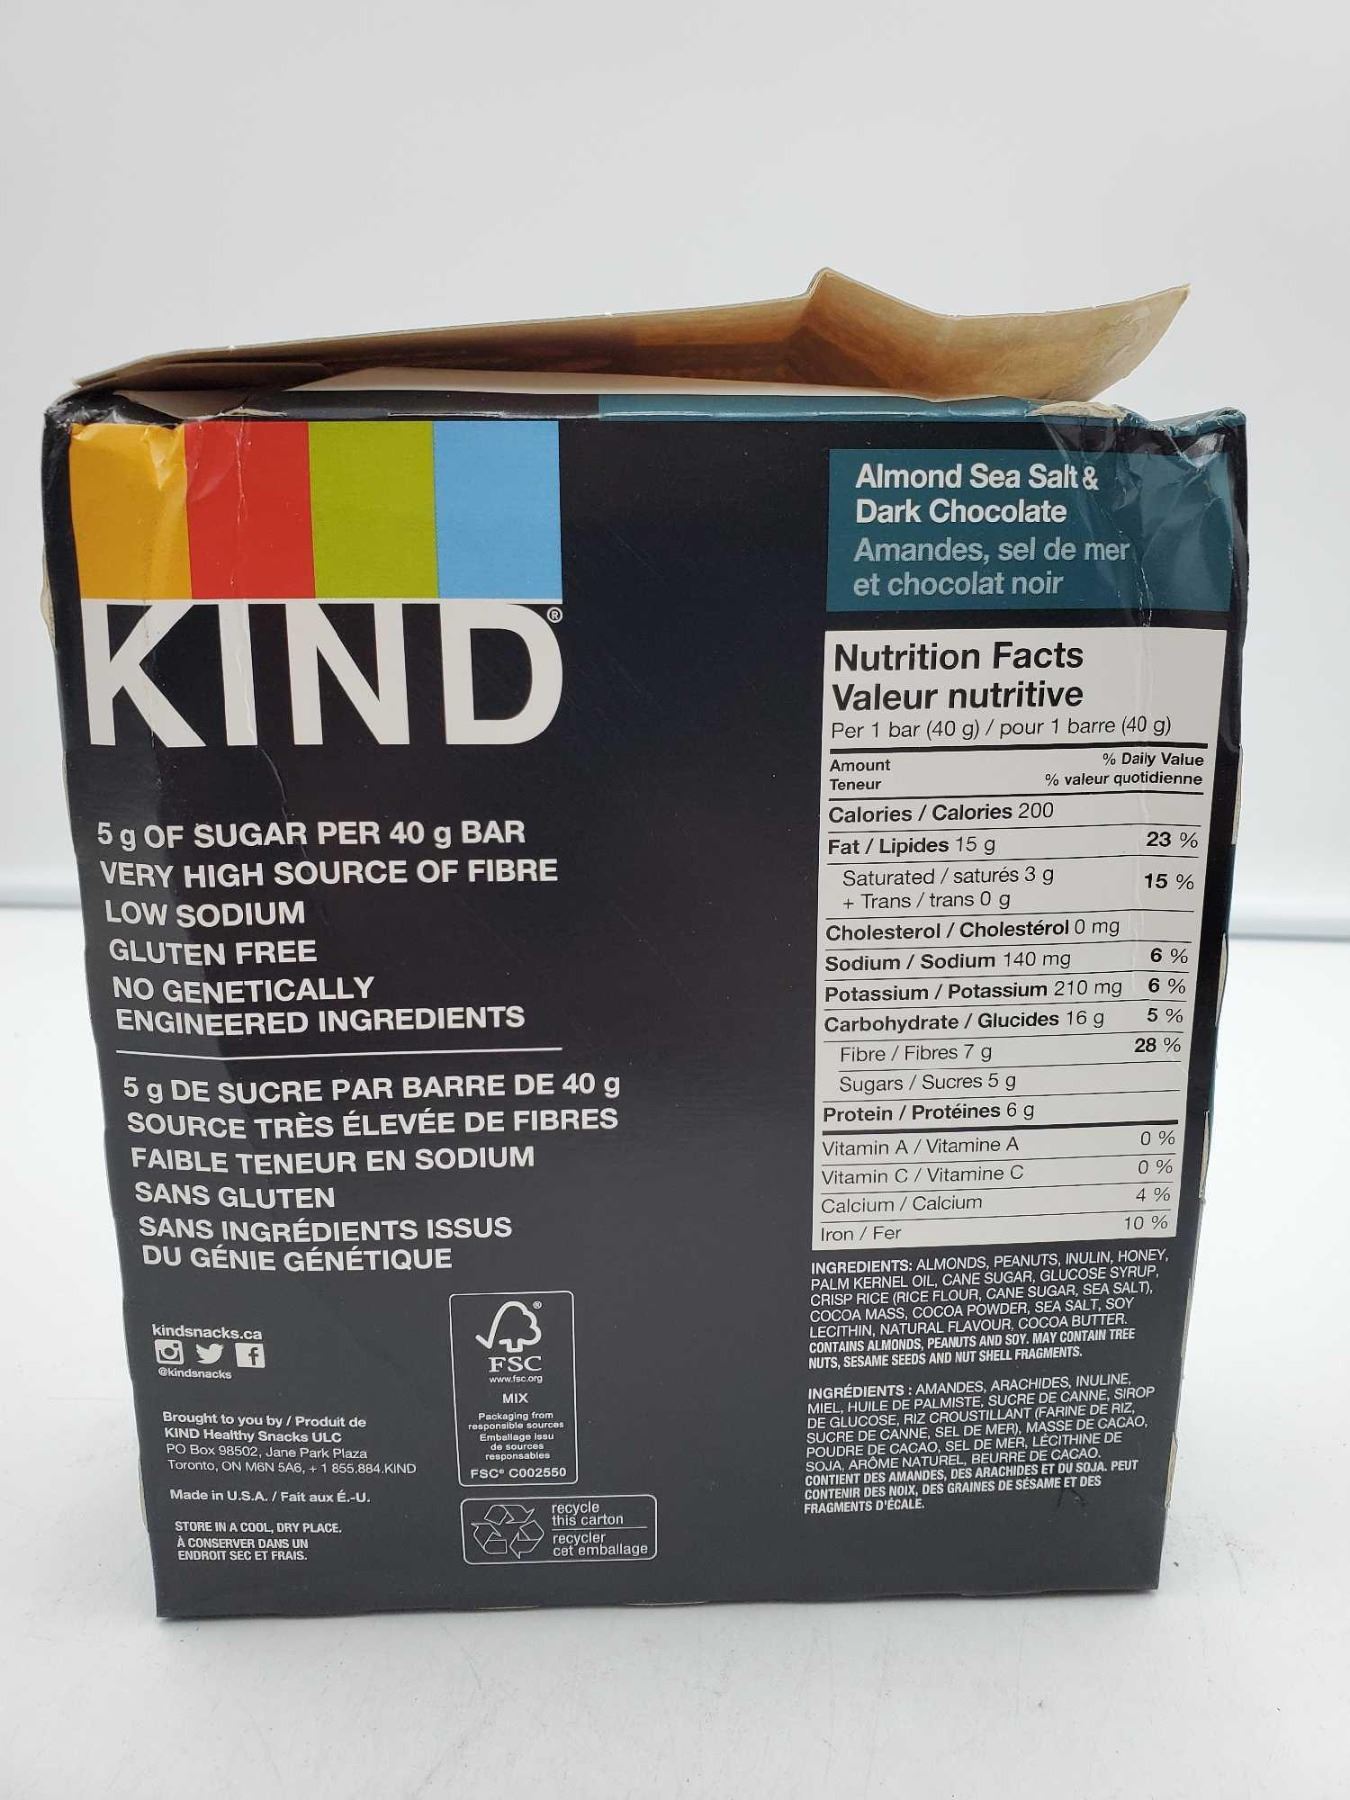 KIND®
5 g OF SUGAR PER 40 g BAR
VERY HIGH SOURCE OF FIBRE
LOW SODIUM
GLUTEN FREE
NO GENETICALLY
ENGINEERED INGREDIENTS
5 g DE SUCRE PAR BARRE DE 40 g
SOURCE TRÈS ÉLEVÉE DE FIBRES
FAIBLE TENEUR EN SODIUM
SANS GLUTEN
SANS INGRÉDIENTS ISSUS
DU GÉNIE GÉNÉTIQUE
kindsnacks.ca
@kindsnacks
Brought to you by / Produit de
KIND Healthy Snacks ULC
PO Box 98502, Jane Park Plaza
Toronto, ON M6N 5A6, + 1 855.884.KIND
Made in U.S.A. / Fait aux É.-U.
STORE IN A COOL, DRY PLACE.
À CONSERVER DANS UN
ENDROIT SEC ET FRAIS.
®
FSC
www.fsc.org
MIX
Packaging from
responsible sources
Emballage issu
de sources
responsables
FSC® C002550
recycle
this carton
recycler
cet emballage
Almond Sea Salt &
Dark Chocolate
Amandes, sel de mer
et chocolat noir
Nutrition Facts
Valeur nutritive
Per 1 bar (40 g) / pour 1 barre (40 g)
Amount % Daily Value
Teneur % valeur quotidienne
Calories / Calories 200
Fat / Lipides 15 g 23 %
Saturated / saturés 3 g 15 %
+ Trans / trans 0 g
Cholesterol / Cholestérol 0 mg
Sodium / Sodium 140 mg 6 %
Potassium / Potassium 210 mg 6 %
Carbohydrate / Glucides 16 g 5 %
Fibre / Fibres 7 g 28 %
Sugars / Sucres 5 g
Protein / Protéines 6 g
Vitamin A / Vitamine A 0 %
Vitamin C / Vitamine C 0 %
Calcium / Calcium 4 %
Iron / Fer 10 %
INGREDIENTS: ALMONDS, PEANUTS, INULIN, HONEY,
PALM KERNEL OIL, CANE SUGAR, GLUCOSE SYRUP,
CRISP RICE (RICE FLOUR, CANE SUGAR, SEA SALT),
COCOA MASS, COCOA POWDER, SEA SALT, SOY
LECITHIN, NATURAL FLAVOUR, COCOA BUTTER.
CONTAINS ALMONDS, PEANUTS AND SOY. MAY CONTAIN TREE
NUTS, SESAME SEEDS AND NUT SHELL FRAGMENTS.
INGRÉDIENTS : AMANDES, ARACHIDES, INULINE,
MIEL, HUILE DE PALMISTE, SUCRE DE CANNE, SIROP
DE GLUCOSE, RIZ CROUSTILLANT (FARINE DE RIZ,
SUCRE DE CANNE, SEL DE MER), MASSE DE CACAO,
POUDRE DE CACAO, SEL DE MER, LÉCITHINE DE
SOJA, ARÔME NATUREL, BEURRE DE CACAO.
CONTIENT DES AMANDES, DES ARACHIDES ET DU SOJA. PEUT
CONTENIR DES NOIX, DES GRAINES DE SÉSAME ET DES
FRAGMENTS D'ÉCALE.